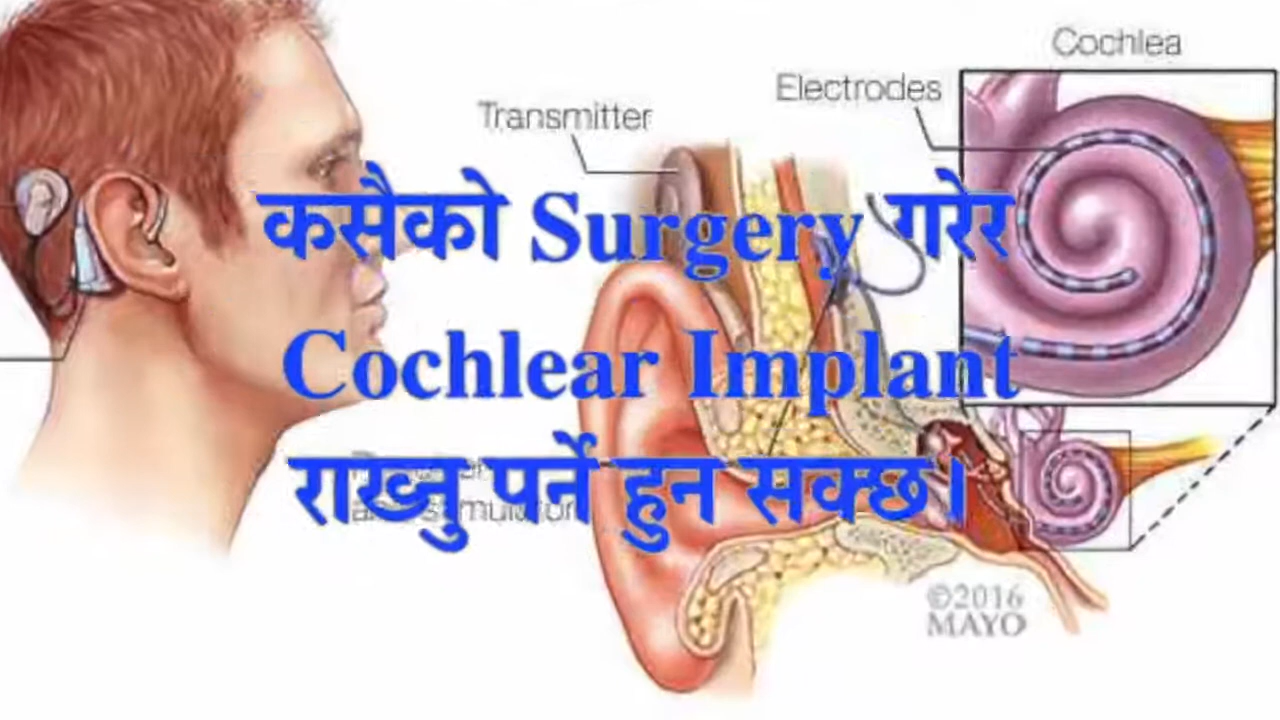 Cochlea
Electrodes
Transmitter
कसैको Surgery गरेर
Cochlear Implant
राख्नु पर्ने हुन सक्छ।
©2016
MAYO